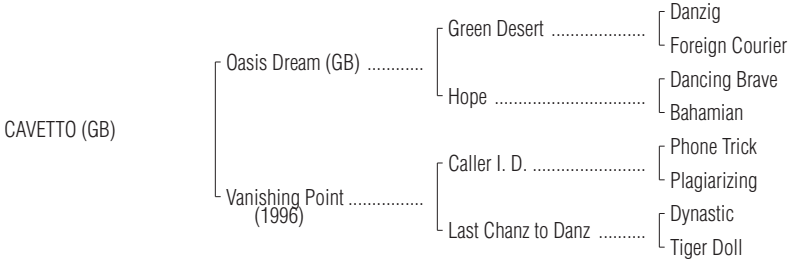 Danzig
Green Desert .....................
Foreign Courier
Oasis Dream (GB) ............
Dancing Brave
Hope ..................................
Bahamian
CAVETTO (GB)
Phone Trick
Caller I. D. .........................
Plagiarizing
Vanishing Point .................
(1996)
Dynastic
Last Chanz to Danz ..........
Tiger Doll